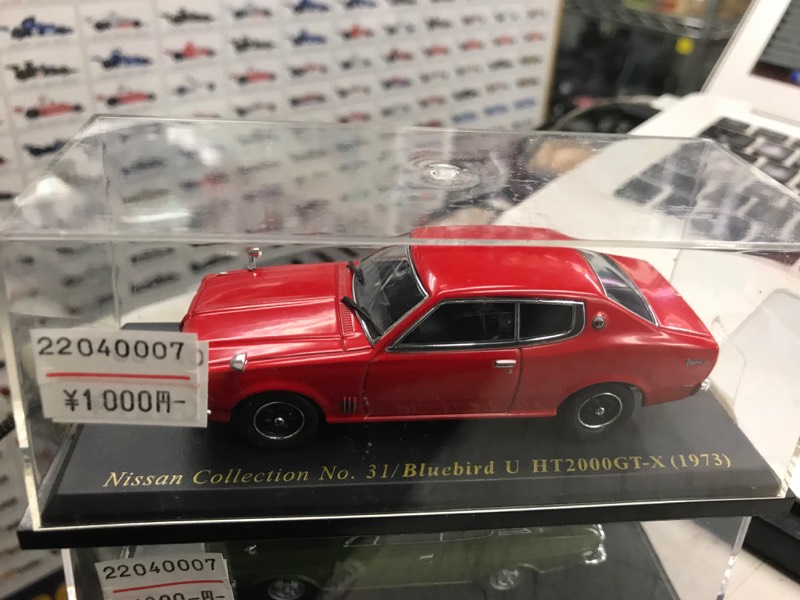 22040007
¥1000円-
Nissan Collection No. 31/Bluebird U HT2000GT-X (1973)
22040007